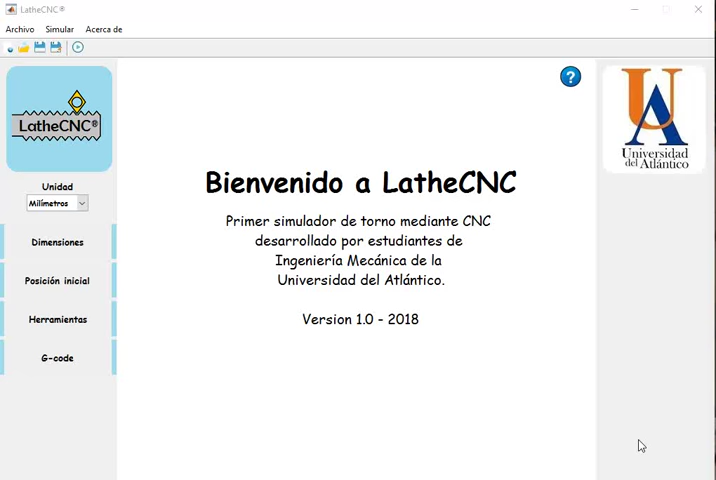 LatheCNC®
Archivo Simular Acerca de
LatheCNC®
Universidad
del Atlántico
Unidad
Milímetros
Dimensiones
Posición inicial
Herramientas
G-code
?
Bienvenido a LatheCNC
Primer simulador de torno mediante CNC
desarrollado por estudiantes de
Ingeniería Mecánica de la
Universidad del Atlántico.
Version 1.0 - 2018